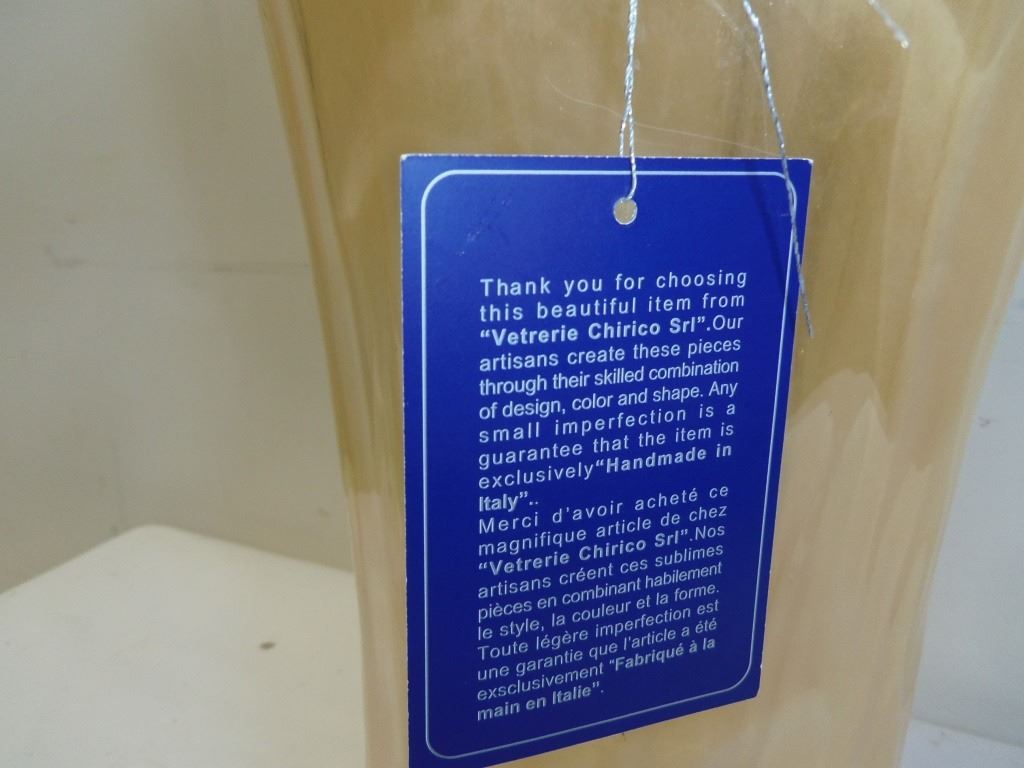 Thank you for choosing
this beautiful item from
“Vetrerie Chirico Srl”.Our
artisans create these pieces
through their skilled combination
of design, color and shape. Any
small imperfection is a
guarantee that the item is
exclusively“Handmade in
Italy”..
Merci d'avoir acheté ce
magnifique article de chez
“Vetrerie Chirico Srl”.Nos
artisans créent ces sublimes
pièces en combinant habilement
le style, la couleur et la forme.
Toute légère imperfection est
une garantie que l'article a été
exsclusivement “Fabriqué à la
main en Italie”.